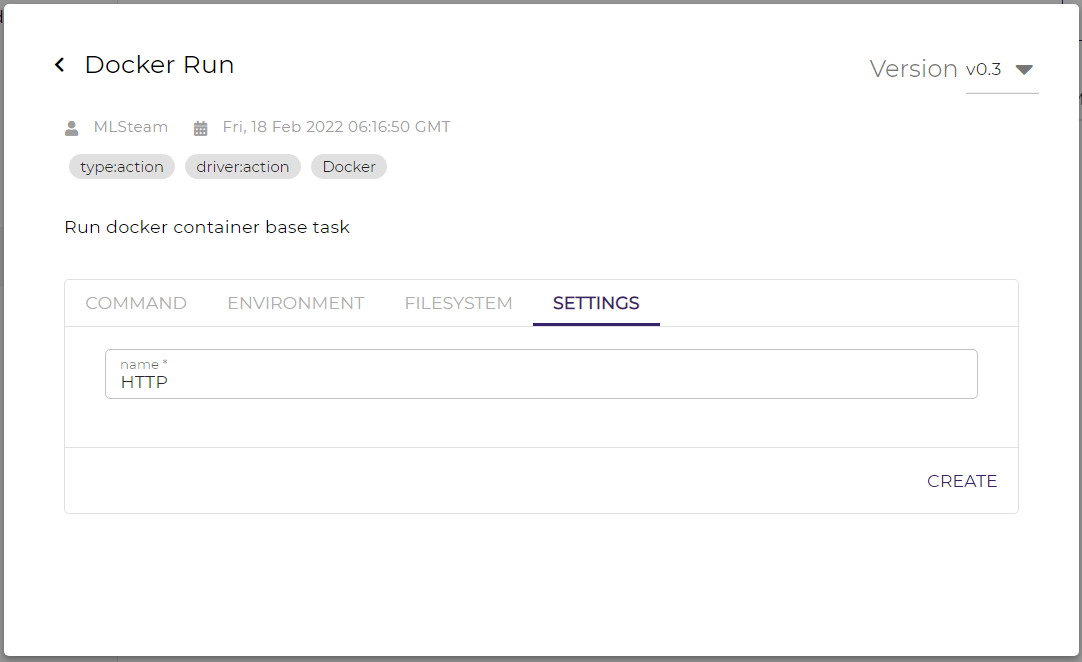 Docker Run
Version v0.3
MLSteam Fri, 18 Feb 2022 06:16:50 GMT
type:action driver:action Docker
Run docker container base task
COMMAND ENVIRONMENT FILESYSTEM SETTINGS
name *
HTTP
CREATE